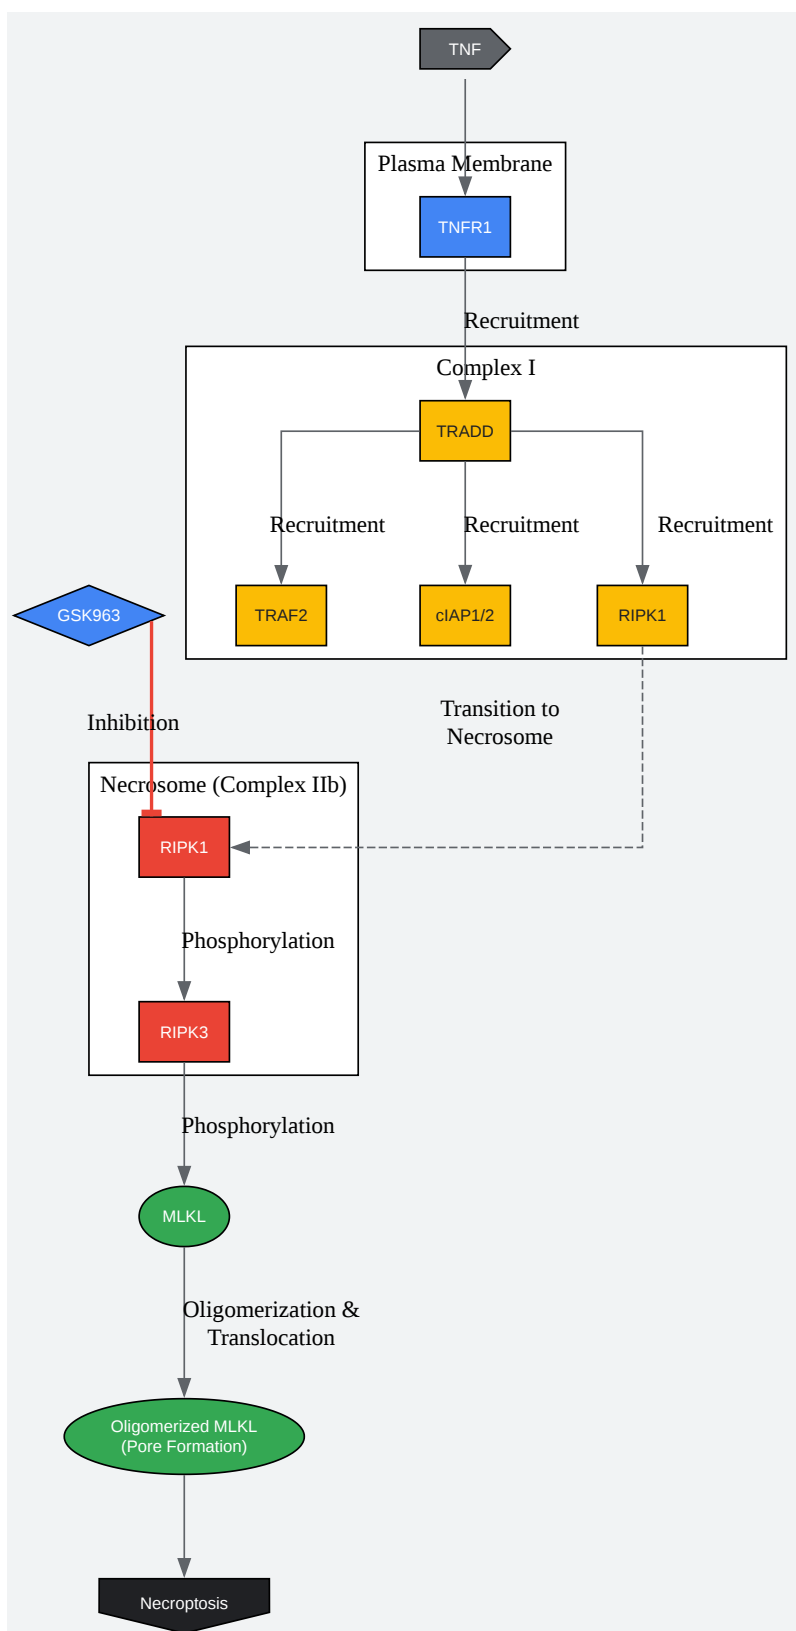 TNF
Plasma Membrane
TNFR1
Recruitment
Complex I
TRADD
Recruitment
Recruitment
Recruitment
GSK963
TRAF2
cIAP1/2
RIPK1
Inhibition
Transition to
Necrosome
Necrosome (Complex IIb)
RIPK1
Phosphorylation
RIPK3
Phosphorylation
MLKL
Oligomerization &
Translocation
Oligomerized MLKL
(Pore Formation)
Necroptosis